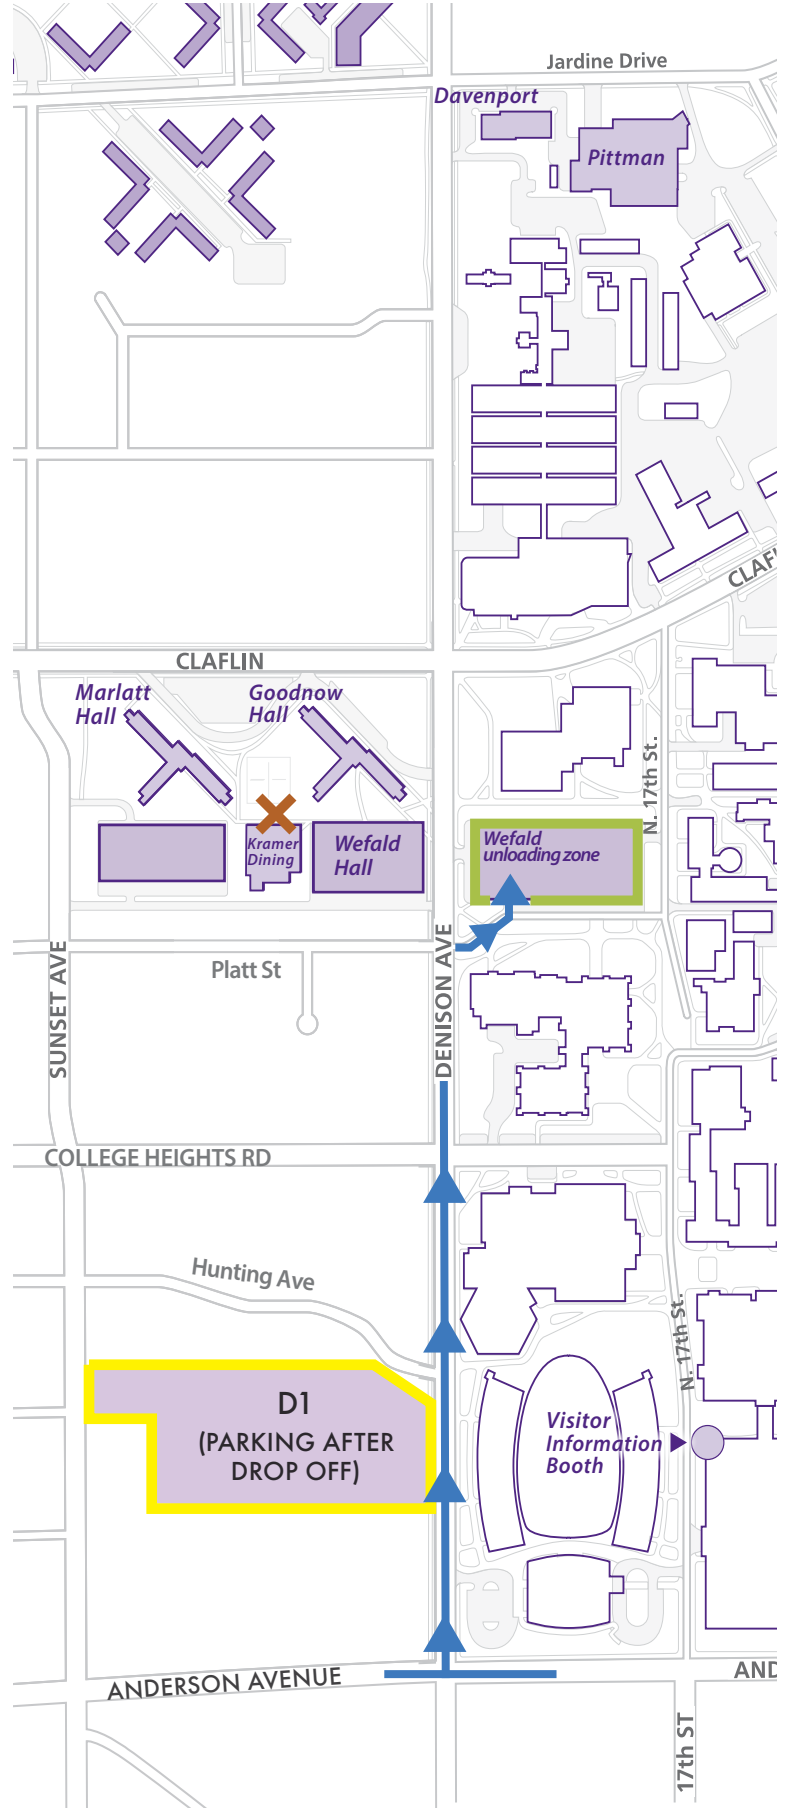 Jardine Drive
Davenport
Pittman
CLAFLIN
Marlatt
Hall
Goodnow
Hall
N. 17th St.
Kramer
Dining
Wefald
Hall
Wefald
unloading zone
SUNSET AVE
Platt St
DENISON AVE
COLLEGE HEIGHTS RD
Hunting Ave
N. 17th St.
D1
(PARKING AFTER
DROP OFF)
Visitor
Information
Booth
ANDERSON AVENUE
AND
17th ST